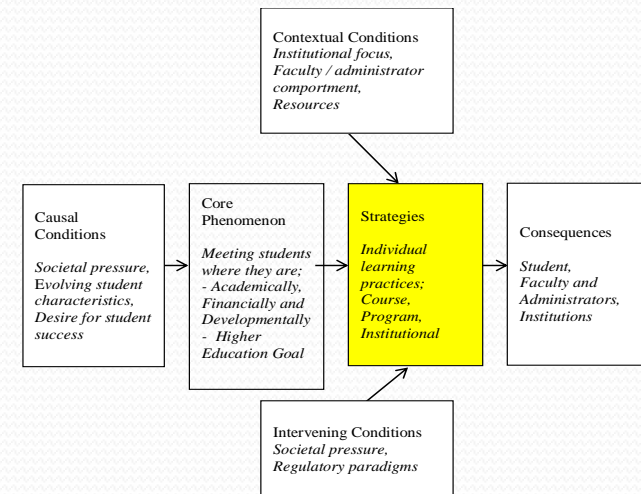 Contextual Conditions
Institutional focus,
Faculty / administrator
comportment,
Resources
Causal
Conditions
Societal pressure,
Evolving student
characteristics,
Desire for student
success
Core
Phenomenon
Meeting students
where they are;
- Academically,
Financially and
Developmentally
- Higher
Education Goal
Strategies
Individual
learning
practices;
Course,
Program,
Institutional
Consequences
Student,
Faculty and
Administrators,
Institutions
Intervening Conditions
Societal pressure,
Regulatory paradigms